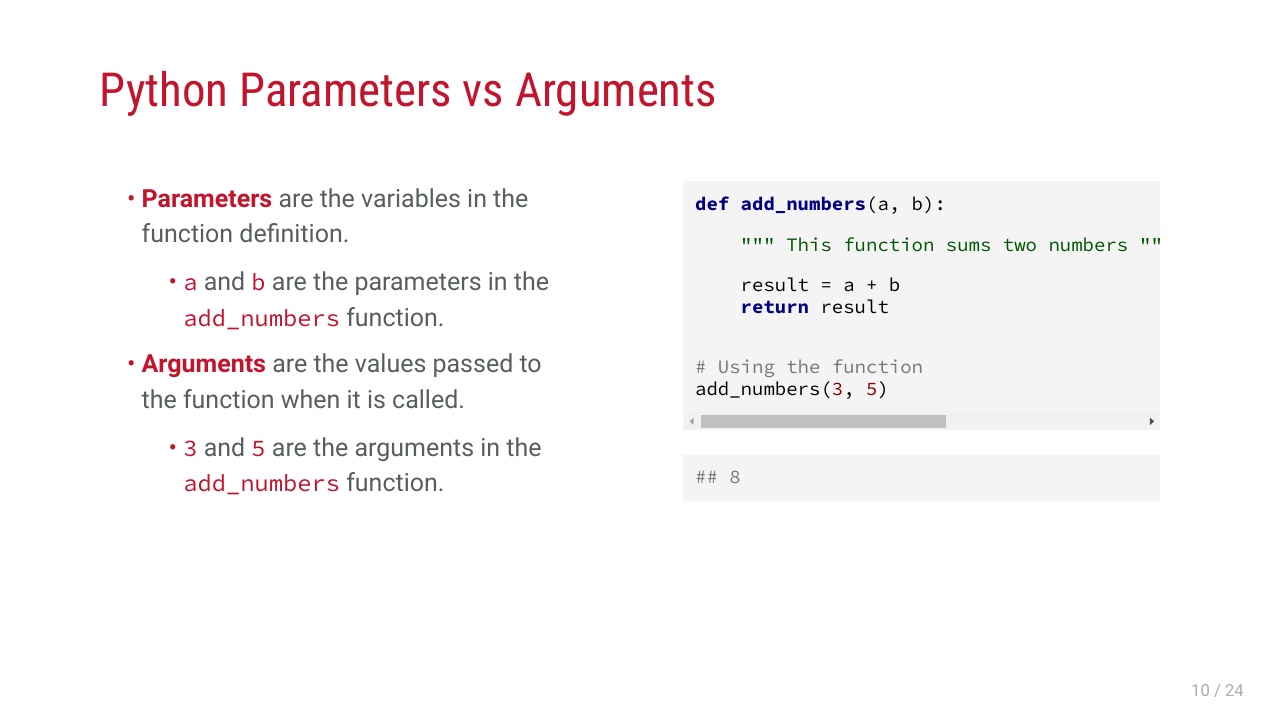 Python Parameters vs Arguments
• Parameters are the variables in the
function definition.
• a and b are the parameters in the
add_numbers function.
• Arguments are the values passed to
the function when it is called.
• 3 and 5 are the arguments in the
add_numbers function.
def add_numbers(a, b):
""" This function sums two numbers ""
result = a + b
return result
# Using the function
add_numbers(3, 5)
## 8
10 / 24